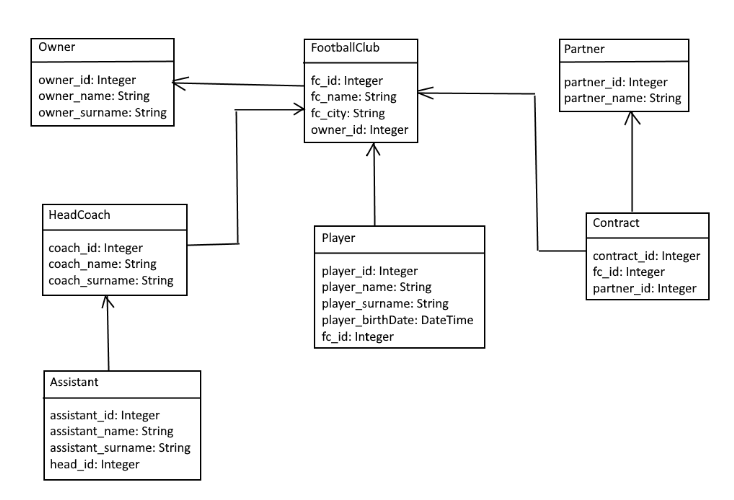 Owner
owner_id: Integer
owner_name: String
owner_surname: String
FootballClub
fc_id: Integer
fc_name: String
fc_city: String
owner_id: Integer
Partner
partner_id: Integer
partner_name: String
HeadCoach
coach_id: Integer
coach_name: String
coach_surname: String
Player
player_id: Integer
player_name: String
player_surname: String
player_birthDate: DateTime
fc_id: Integer
Contract
contract_id: Integer
fc_id: Integer
partner_id: Integer
Assistant
assistant_id: Integer
assistant_name: String
assistant_surname: String
head_id: Integer